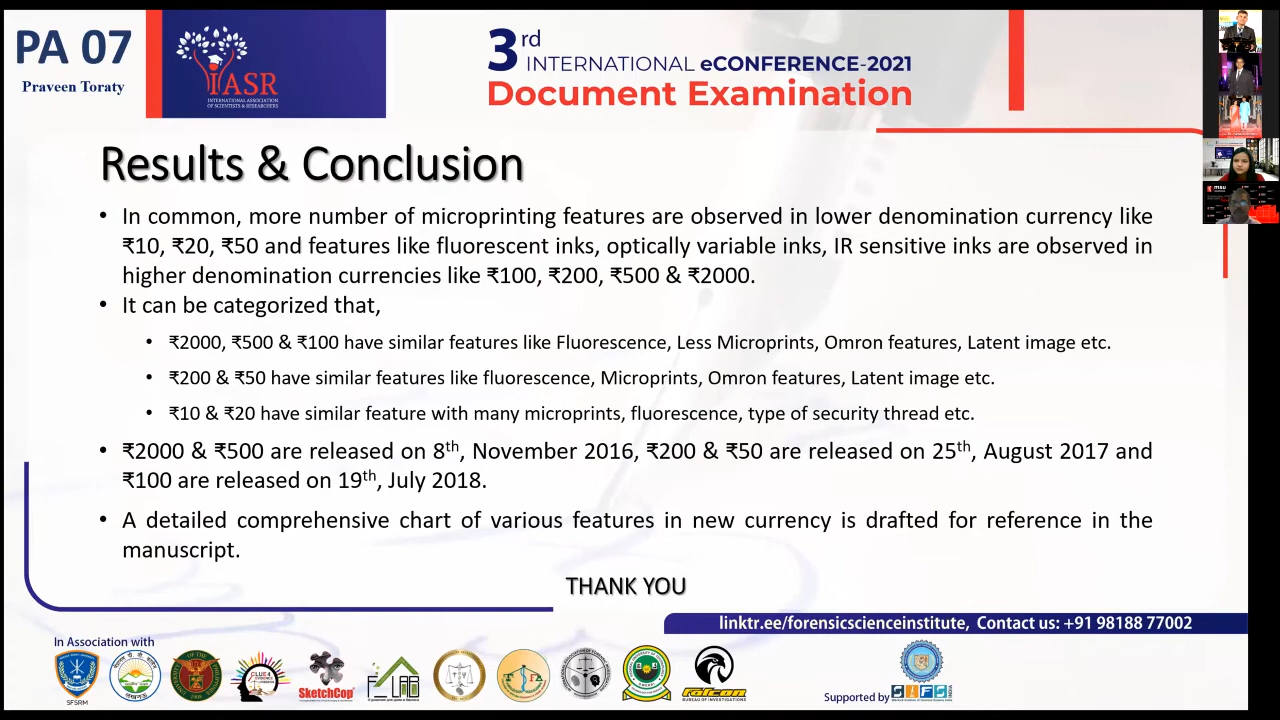 PA 07
Praveen Toraty
IASR
INTERNATIONAL ASSOCIATION
OF SCIENTISTS & RESEARCHERS
3rd
INTERNATIONAL eCONFERENCE-2021
Document Examination
Results & Conclusion
• In common, more number of microprinting features are observed in lower denomination currency like
₹10, ₹20, ₹50 and features like fluorescent inks, optically variable inks, IR sensitive inks are observed in
higher denomination currencies like ₹100, ₹200, ₹500 & ₹2000.
• It can be categorized that,
• ₹2000, ₹500 & ₹100 have similar features like Fluorescence, Less Microprints, Omron features, Latent image etc.
• ₹200 & ₹50 have similar features like fluorescence, Microprints, Omron features, Latent image etc.
• ₹10 & ₹20 have similar feature with many microprints, fluorescence, type of security thread etc.
• ₹2000 & ₹500 are released on 8th, November 2016, ₹200 & ₹50 are released on 25th, August 2017 and
₹100 are released on 19th, July 2018.
• A detailed comprehensive chart of various features in new currency is drafted for reference in the
manuscript.
THANK YOU
linktr.ee/forensicscienceinstitute, Contact us: +91 98188 77002
In Association with
SFSRM
CLUE4
SketchCop
falcon
BUREAU OF INVESTIGATIONS
Supported by
SIFS